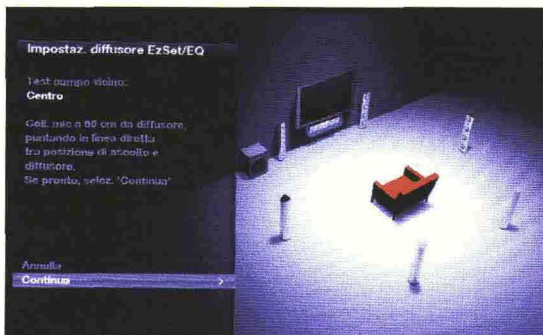 Impostaz. diffusore EzSet/EQ
Test campo vicino:
Centro
Coll. mic a 60 cm da diffusore,
puntando in linea diretta
tra posizione di ascolto e
diffusore.
Se pronto, selez. 'Continua'
Annulla
Continua >